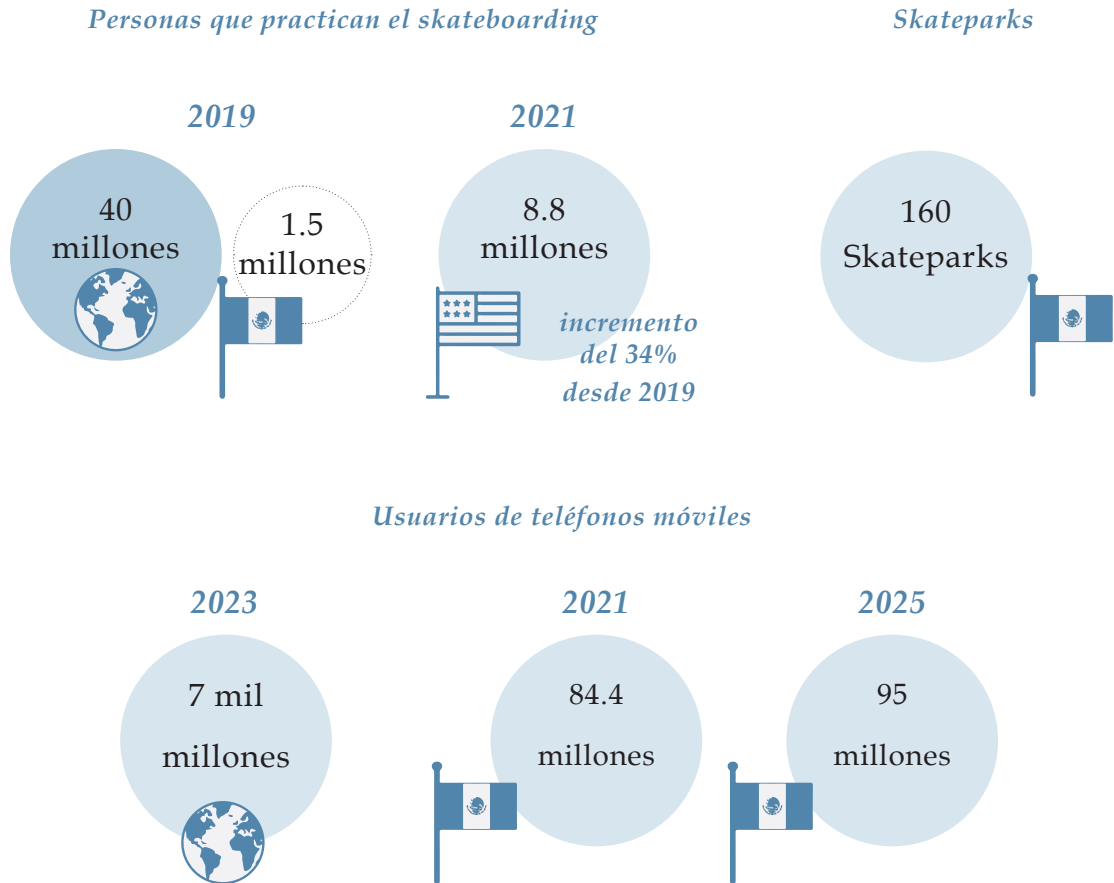 Personas que practican el skateboarding
Skateparks
2019
2021
40
millones
1.5
millones
8.8
millones
incremento
del 34%
desde 2019
160
Skateparks
Usuarios de teléfonos móviles
2023
2021
2025
7 mil
millones
84.4
millones
95
millones